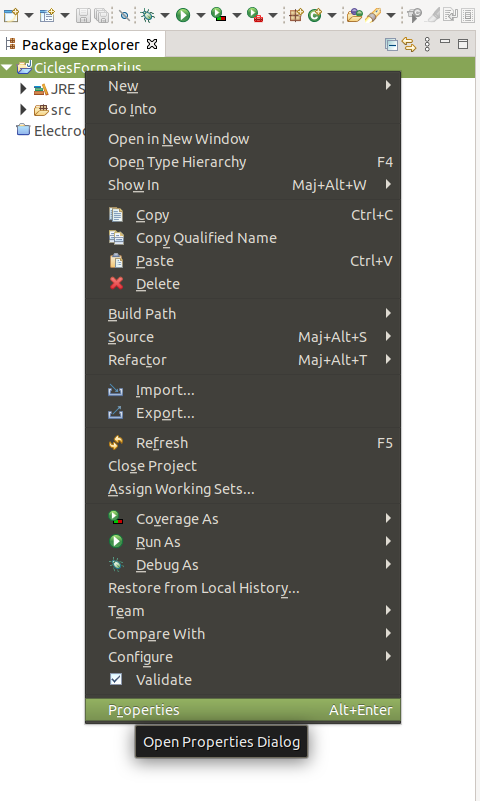 Package Explorer
CiclesFormatius
JRE S
src
Electro
New
Go Into
Open in New Window
Open Type Hierarchy F4
Show In Maj+Alt+W
Copy Ctrl+C
Copy Qualified Name
Paste Ctrl+V
Delete
Build Path
Source Maj+Alt+S
Refactor Maj+Alt+T
Import...
Export...
Refresh F5
Close Project
Assign Working Sets...
Coverage As
Run As
Debug As
Restore from Local History...
Team
Compare With
Configure
Validate
Properties Alt+Enter
Open Properties Dialog